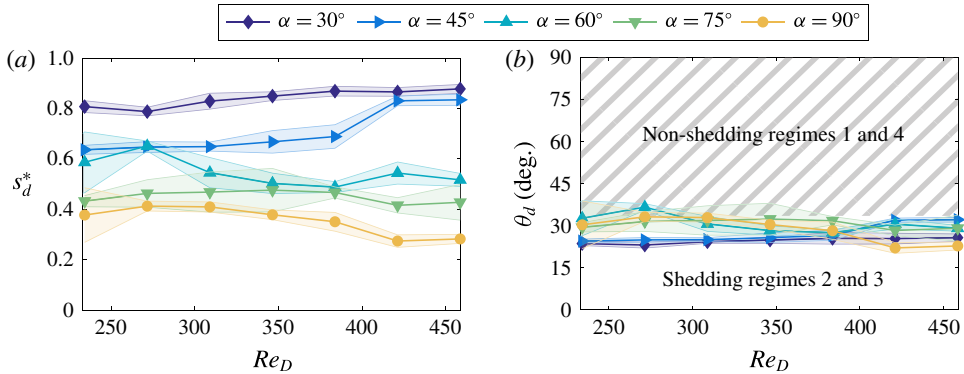 α = 30° α = 45° α = 60° α = 75° α = 90°
(a)
1.0
0.8
0.6
0.4
0.2
0
s*d
250 300 350 400 450
ReD
(b)
90
75
60
45
30
15
0
θd (deg.)
Non-shedding regimes 1 and 4
Shedding regimes 2 and 3
250 300 350 400 450
ReD